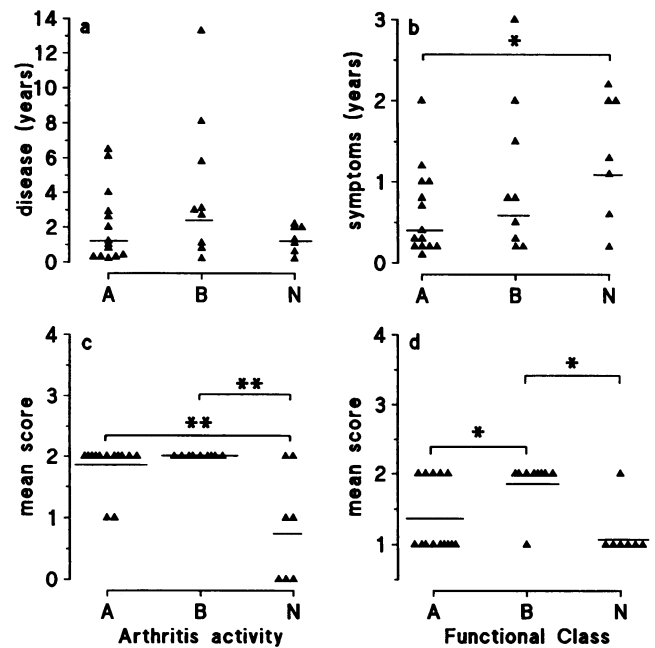 a
disease (years)
14
12
10
8
6
4
2
0
A B N
b
symptoms (years)
3
2
1
0
*
A B N
c
mean score
4
3
2
1
0
**
**
A B N
Arthritis activity
d
mean score
4
3
2
1
*
*
A B N
Functional Class